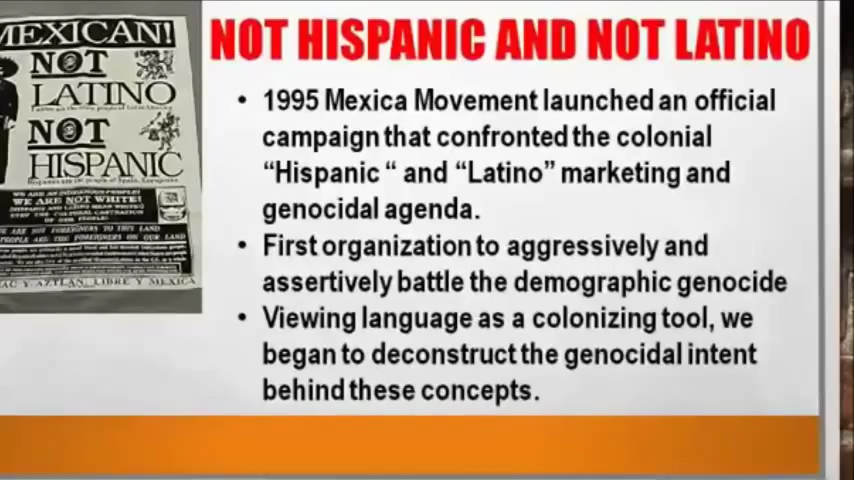 NOT HISPANIC AND NOT LATINO
MEXICAN!
NOT
LATINO
NOT
HISPANIC
WE ARE NOT WHITE!
• 1995 Mexica Movement launched an official
campaign that confronted the colonial
“Hispanic “ and “Latino” marketing and
genocidal agenda.
• First organization to aggressively and
assertively battle the demographic genocide
• Viewing language as a colonizing tool, we
began to deconstruct the genocidal intent
behind these concepts.